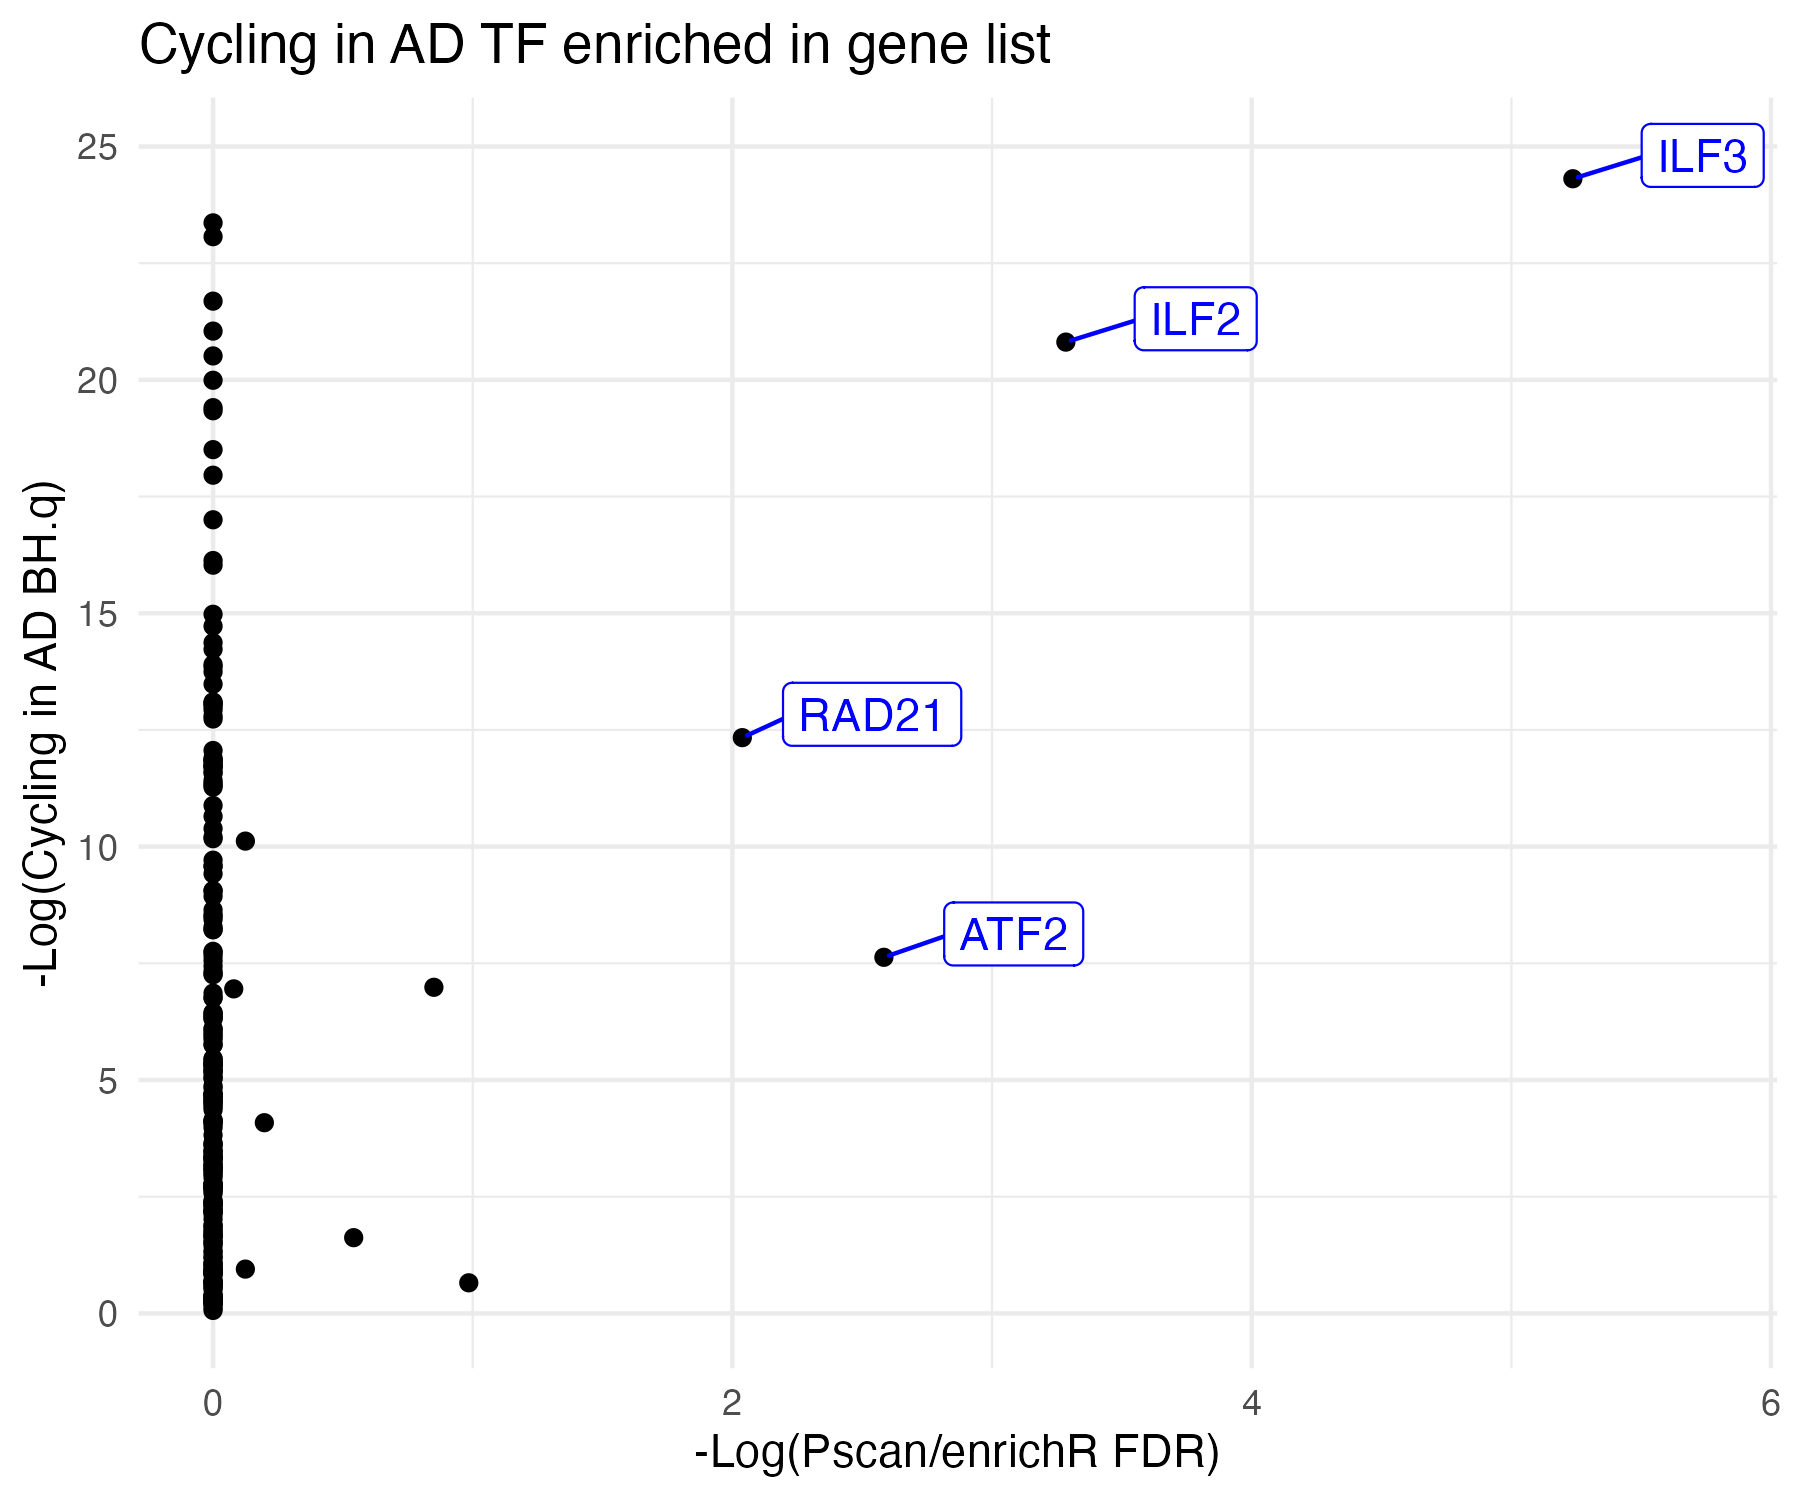 Cycling in AD TF enriched in gene list
-Log(Cycling in AD BH.q)
25
20
15
10
5
0
ILF3
ILF2
RAD21
ATF2
0 2 4 6
-Log(Pscan/enrichR FDR)